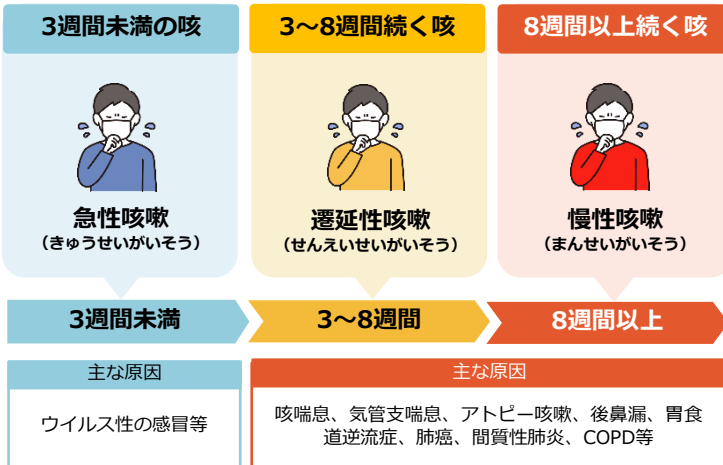 3週間未満の咳
3～8週間続く咳
8週間以上続く咳
急性咳嗽
（きゅうせいがいそう）
遷延性咳嗽
（せんえいせいがいそう）
慢性咳嗽
（まんせいがいそう）
3週間未満
3～8週間
8週間以上
主な原因
ウイルス性の感冒等
主な原因
咳喘息、気管支喘息、アトピー咳嗽、後鼻漏、胃食
道逆流症、肺癌、間質性肺炎、COPD等